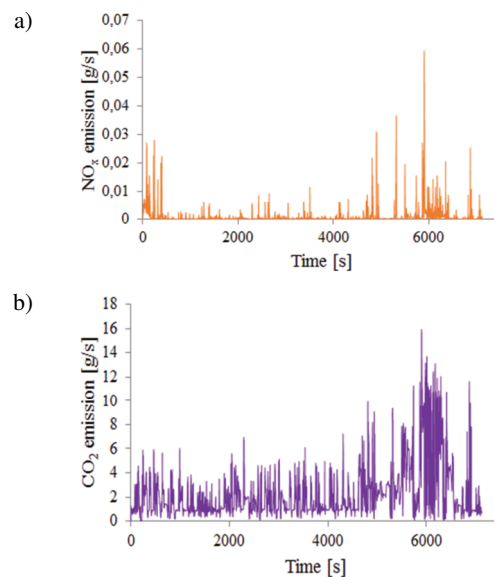 a)
NOx emission [g/s]
0,07
0,06
0,05
0,04
0,03
0,02
0,01
0
0 2000 4000 6000
Time [s]
b)
CO2 emission [g/s]
18
16
14
12
10
8
6
4
2
0
0 2000 4000 6000
Time [s]